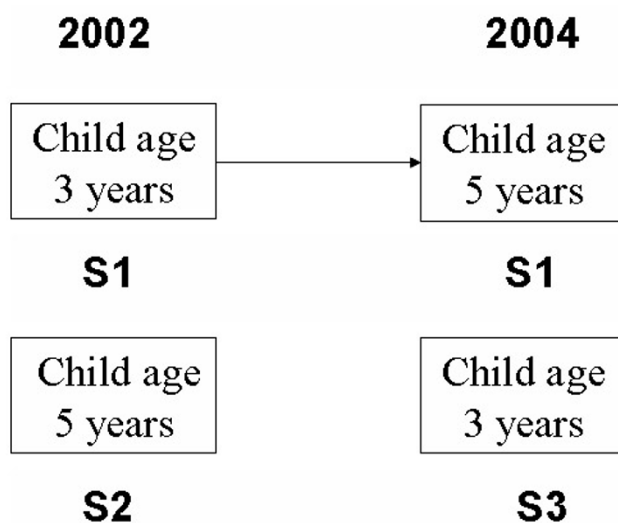 2002
2004
Child age
3 years
Child age
5 years
S1
S1
Child age
5 years
Child age
3 years
S2
S3